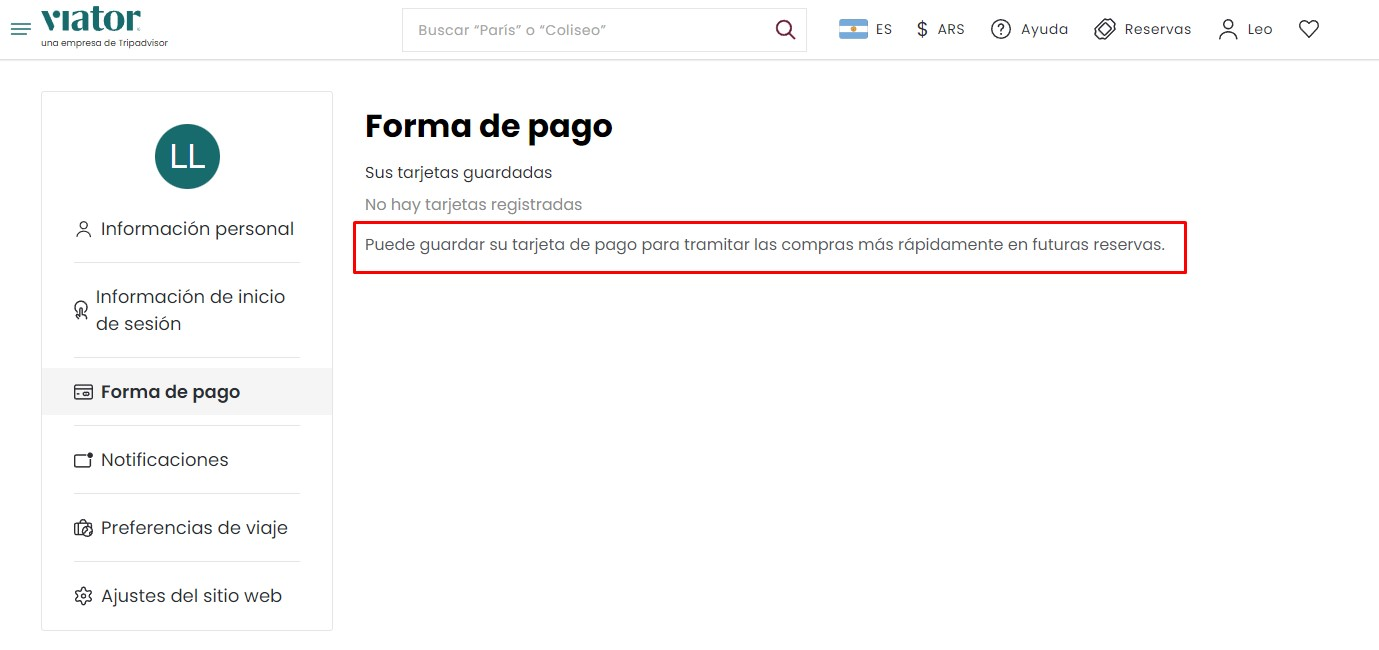 viator
una empresa de Tripadvisor
Buscar “París” o “Coliseo”
ES
$ ARS
Ayuda
Reservas
Leo
LL
Información personal
Información de inicio
de sesión
Forma de pago
Notificaciones
Preferencias de viaje
Ajustes del sitio web
Forma de pago
Sus tarjetas guardadas
No hay tarjetas registradas
Puede guardar su tarjeta de pago para tramitar las compras más rápidamente en futuras reservas.